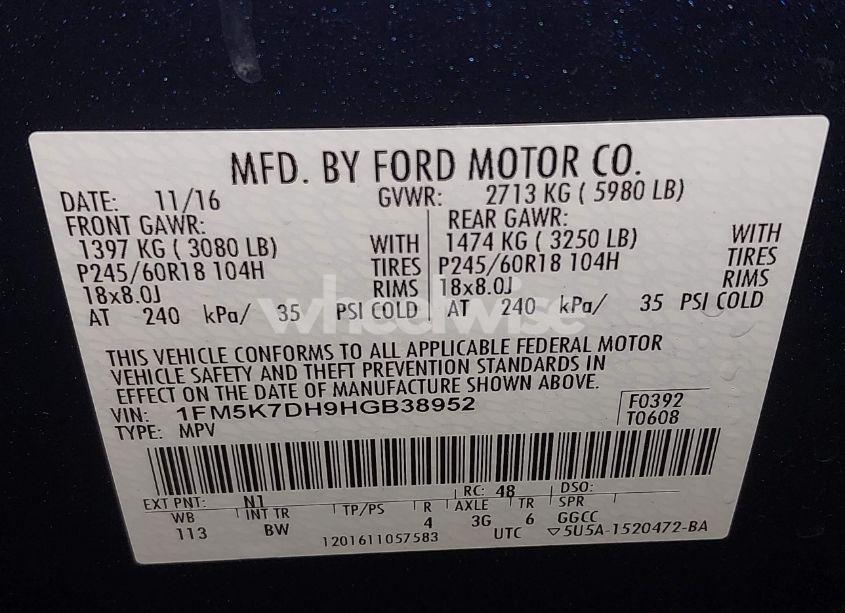 MFD. BY FORD MOTOR CO.
DATE: 11/16 GVWR: 2713 KG ( 5980 LB)
FRONT GAWR: REAR GAWR:
1397 KG ( 3080 LB) WITH 1474 KG ( 3250 LB) WITH
P245/60R18 104H TIRES P245/60R18 104H TIRES
18x8.0J RIMS 18x8.0J RIMS
AT 240 kPa/ 35 PSI COLD AT 240 kPa/ 35 PSI COLD
wheelwise
THIS VEHICLE CONFORMS TO ALL APPLICABLE FEDERAL MOTOR
VEHICLE SAFETY AND THEFT PREVENTION STANDARDS IN
EFFECT ON THE DATE OF MANUFACTURE SHOWN ABOVE.
VIN: 1FM5K7DH9HGB38952 F0392
TYPE: MPV T0608
EXT PNT: N1 RC: 48 DSO:
WB INT TR TP/PS R AXLE TR SPR
113 BW 4 3G 6 GGCC
1201611057583 UTC ▽5U5A-1520472-BA